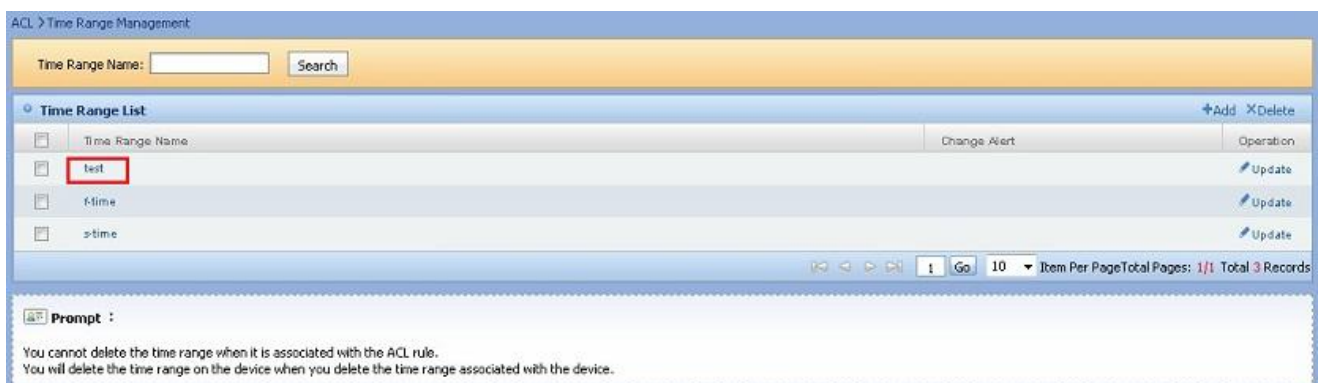 ACL > Time Range Management
Time Range Name: Search
Time Range List +Add ×Delete
Time Range Name Change Alert Operation
test Update
f-time Update
s-time Update
1 Go 10 Item Per PageTotal Pages: 1/1 Total 3 Records
Prompt :
You cannot delete the time range when it is associated with the ACL rule.
You will delete the time range on the device when you delete the time range associated with the device.